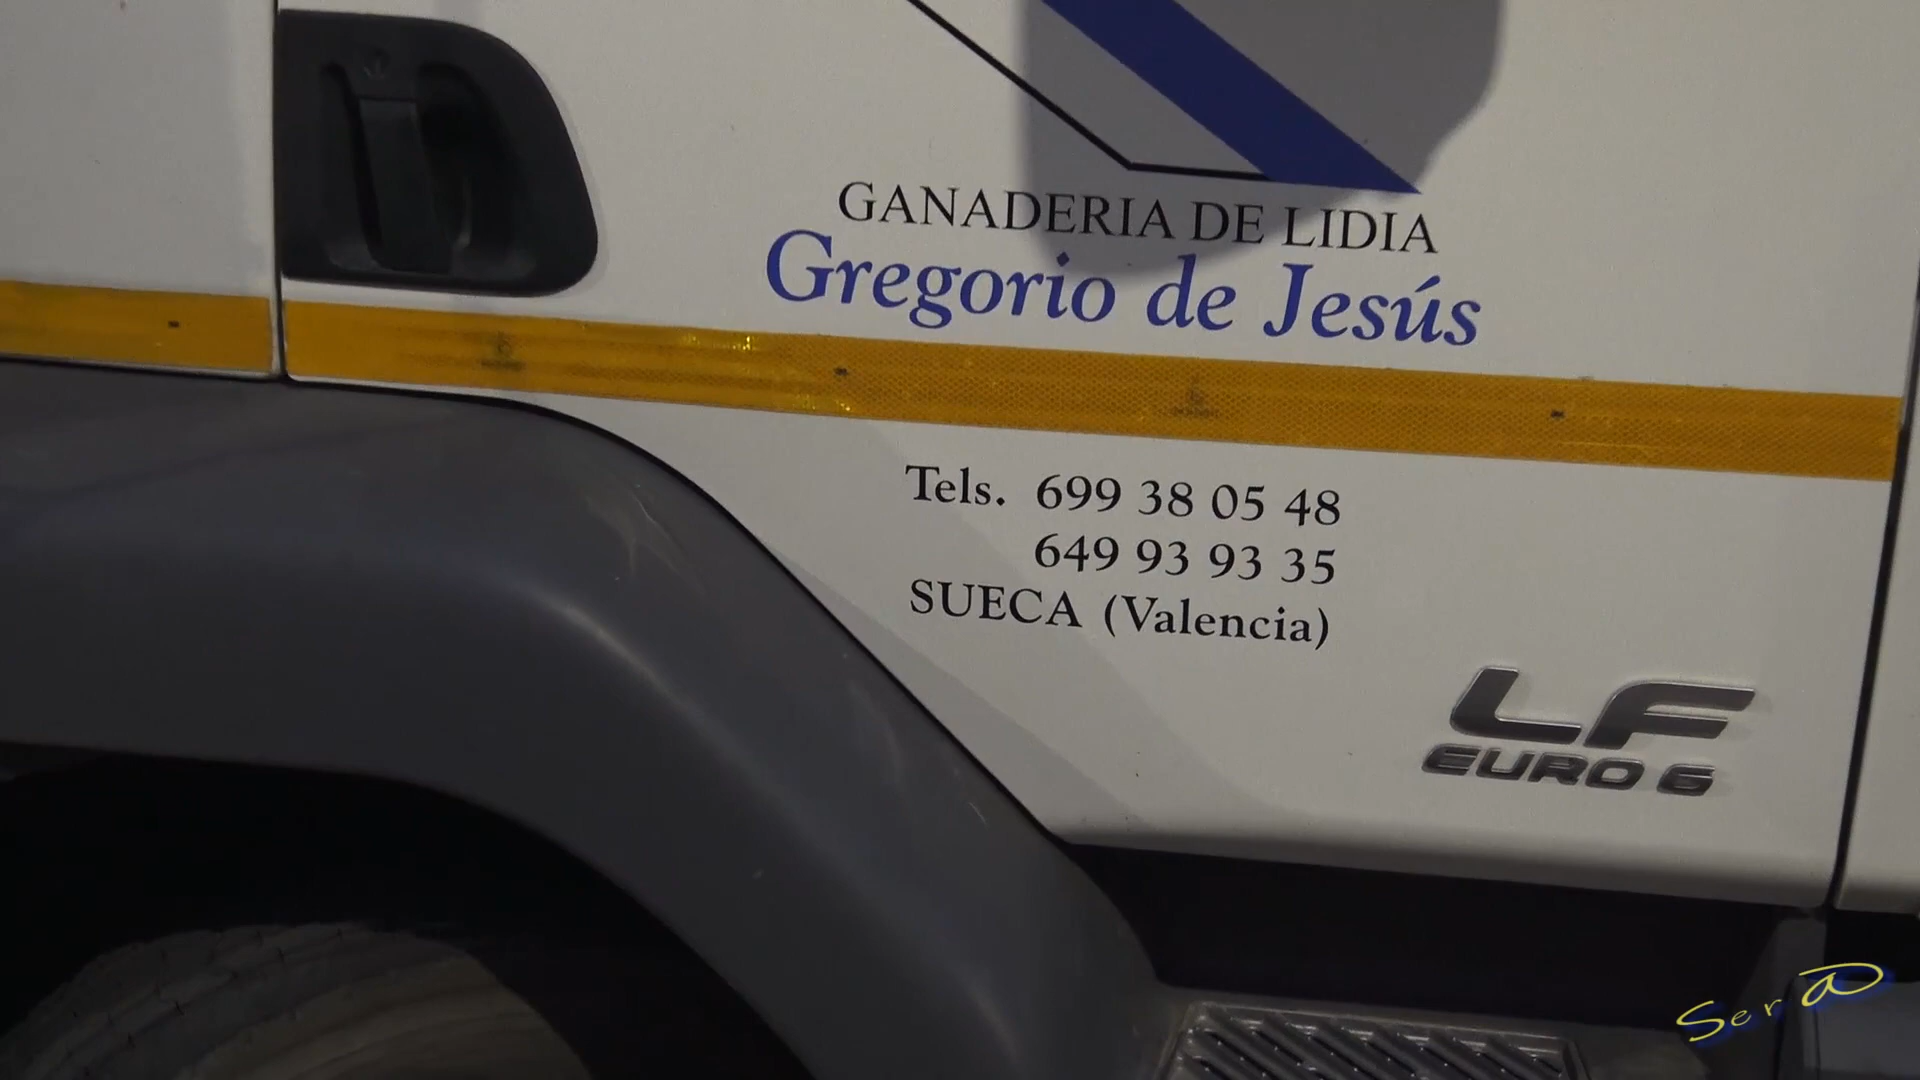 GANADERIA DE LIDIA
Gregorio de Jesús
Tels. 699 38 05 48
649 93 93 35
SUECA (Valencia)
LF
EURO 6
Ser@